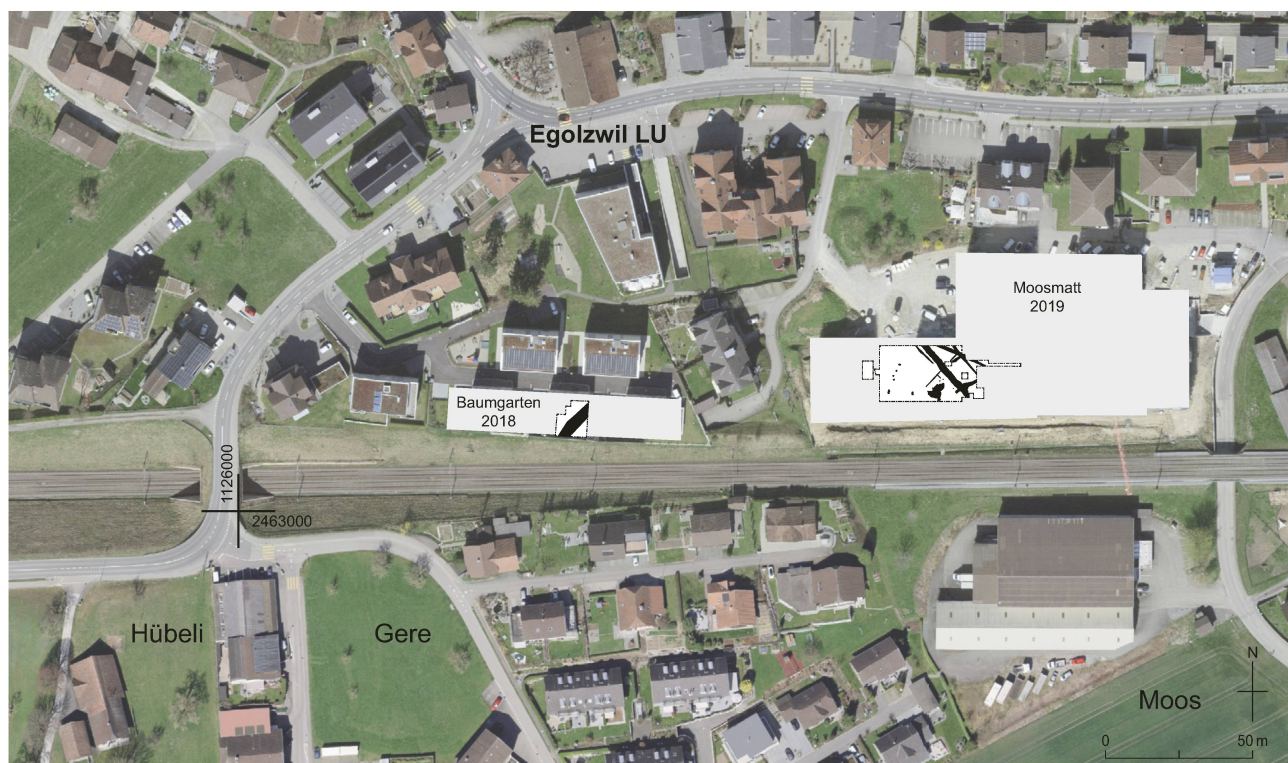 Egolzwil LU
Moosmatt
2019
Baumgarten
2018
1126000
2463000
Hübeli
Gere
Moos
N
0
50 m